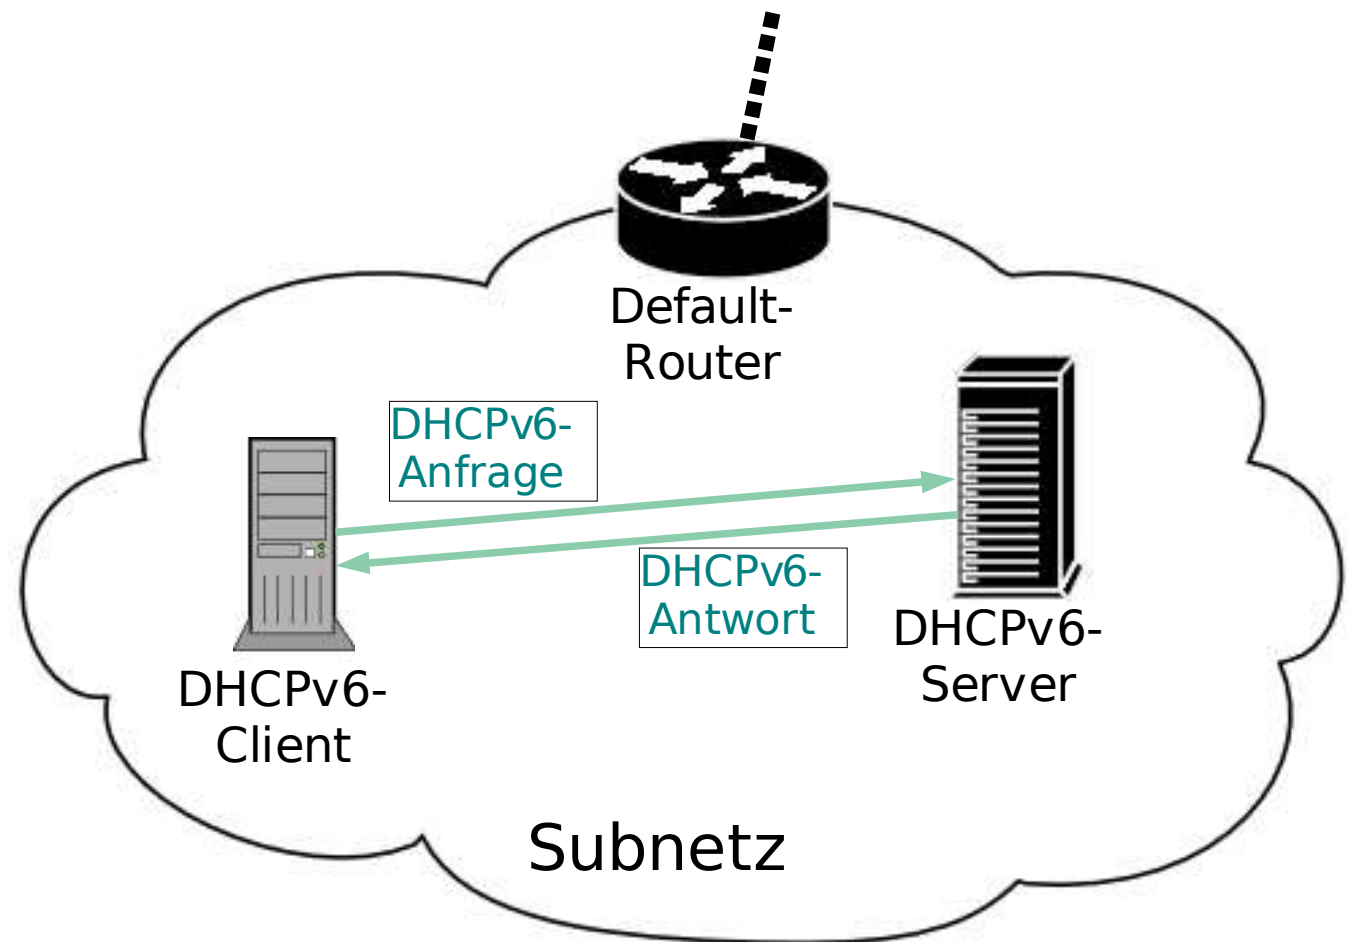 Default-
Router
DHCPv6-
Anfrage
DHCPv6-
Antwort
DHCPv6-
Server
DHCPv6-
Client
Subnetz